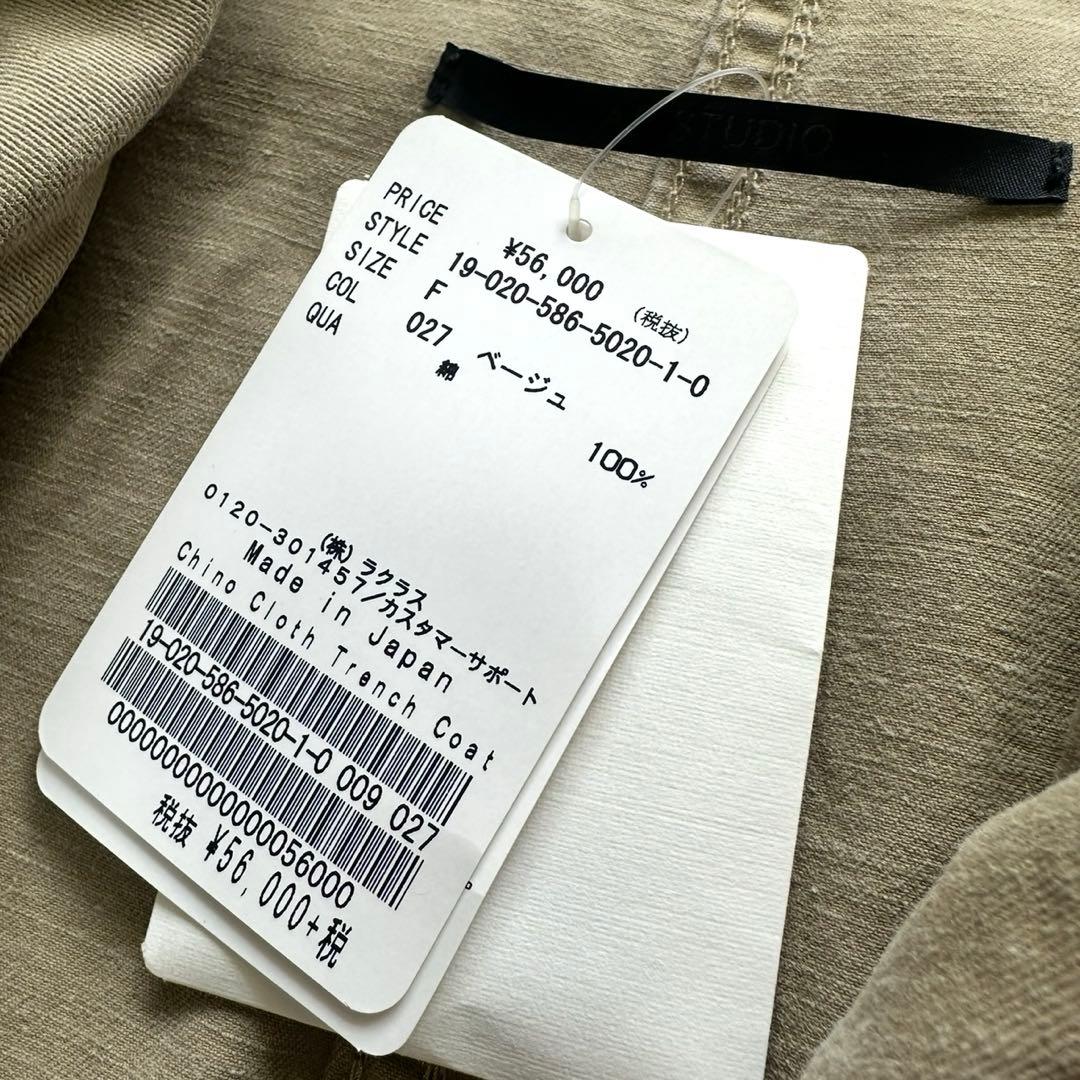 STUDIO
PRICE ¥56,000 (税抜)
STYLE 19-020-586-5020-1-0
SIZE F
COL 027 ベージュ
QUA 綿 100%
(株)ラクラス
0120-301457/カスタマーサポート
Made in Japan
Chino Cloth Trench Coat
19-020-586-5020-1-0 009 027
税抜 ¥56,000+税